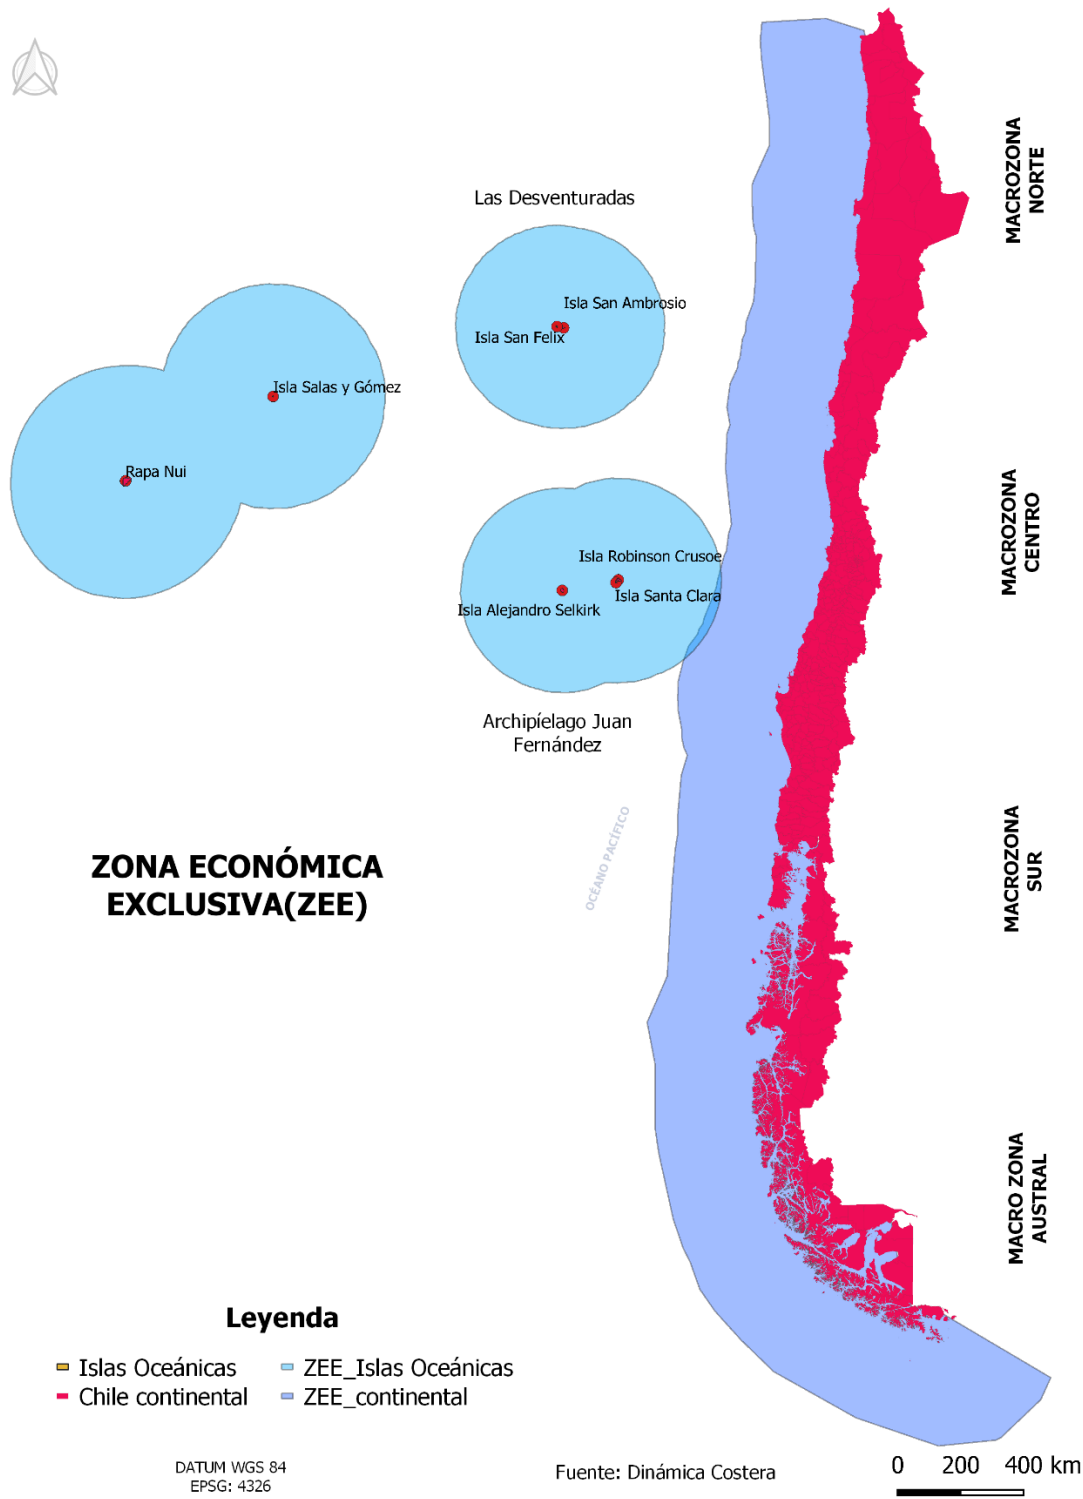 MACROZONA
NORTE
Las Desventuradas
Isla San Ambrosio
Isla San Felix
Isla Salas y Gómez
Rapa Nui
MACROZONA
CENTRO
Isla Robinson Crusoe
Isla Santa Clara
Isla Alejandro Selkirk
Archipíelago Juan
Fernández
OCÉANO PACÍFICO
MACROZONA
SUR
ZONA ECONÓMICA
EXCLUSIVA(ZEE)
MACRO ZONA
AUSTRAL
Leyenda
Islas Oceánicas
ZEE_Islas Oceánicas
Chile continental
ZEE_continental
DATUM WGS 84
EPSG: 4326
Fuente: Dinámica Costera
0 200 400 km